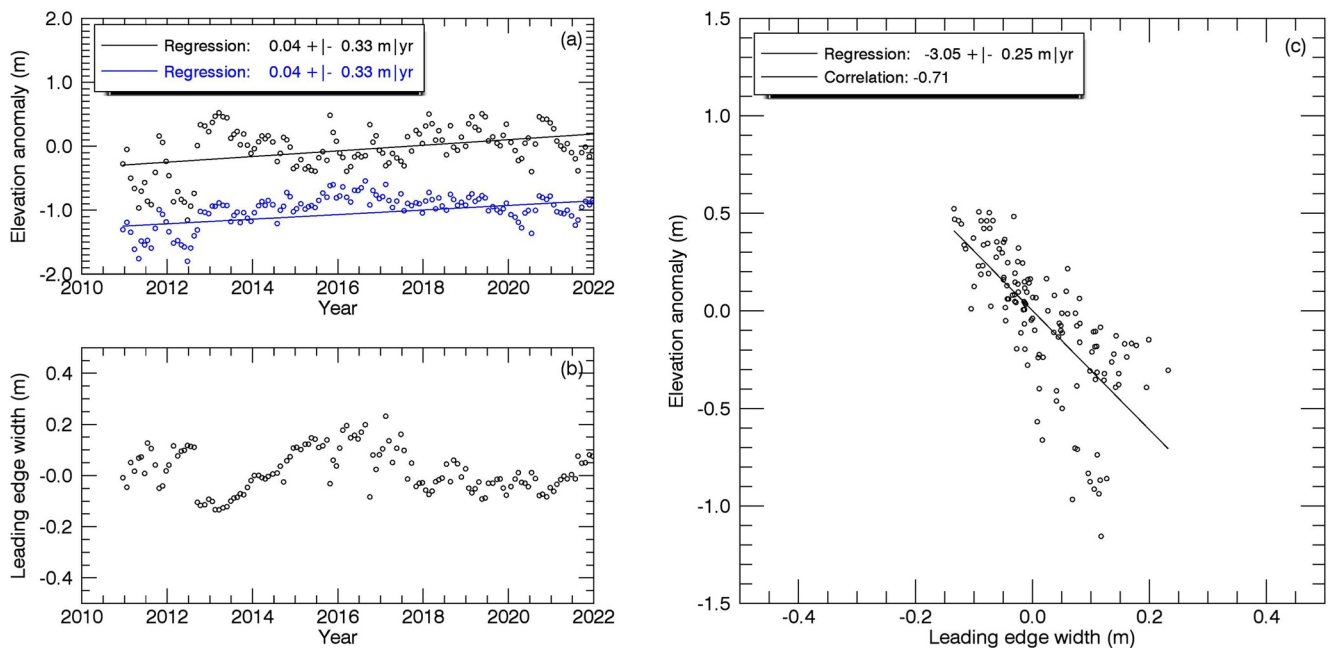 (a)
Regression: 0.04 +|- 0.33 m|yr
Regression: 0.04 +|- 0.33 m|yr
Elevation anomaly (m)
2.0
1.0
0.0
-1.0
-2.0
2010 2012 2014 2016 2018 2020 2022
Year
(b)
Leading edge width (m)
0.4
0.2
-0.0
-0.2
-0.4
2010 2012 2014 2016 2018 2020 2022
Year
(c)
Regression: -3.05 +|- 0.25 m|yr
Correlation: -0.71
Elevation anomaly (m)
1.5
1.0
0.5
0.0
-0.5
-1.0
-1.5
-0.4 -0.2 0.0 0.2 0.4
Leading edge width (m)